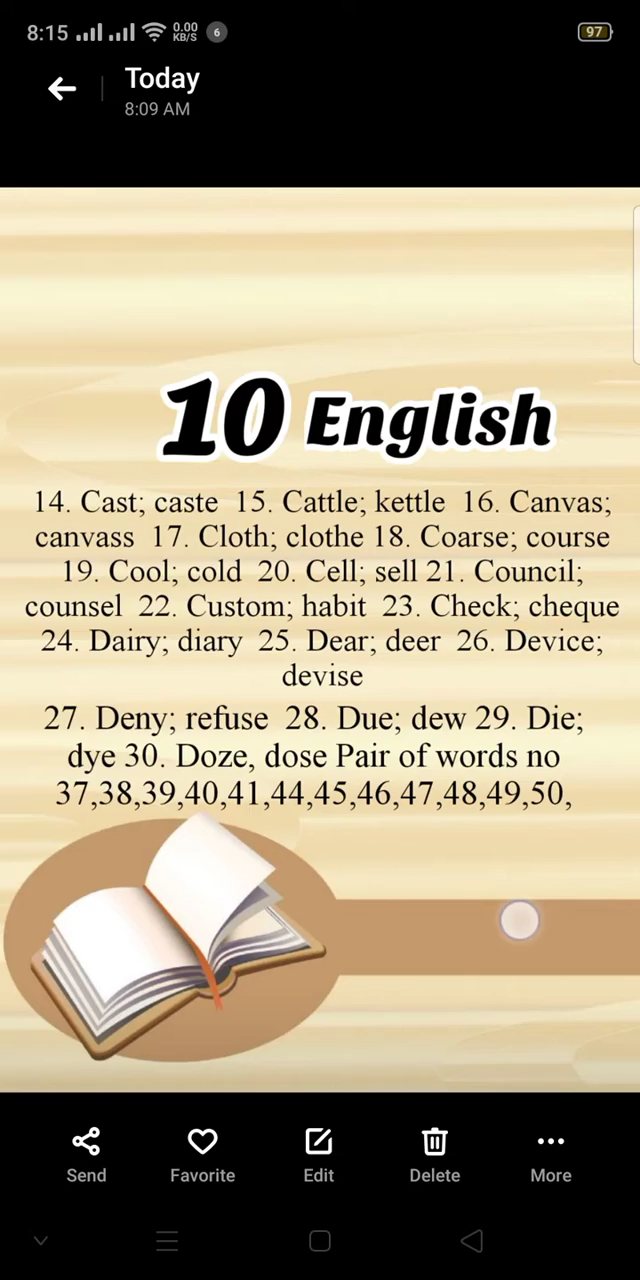 8:15 0.00 KB/S 6 97
Today
8:09 AM
10 English
14. Cast; caste 15. Cattle; kettle 16. Canvas;
canvass 17. Cloth; clothe 18. Coarse; course
19. Cool; cold 20. Cell; sell 21. Council;
counsel 22. Custom; habit 23. Check; cheque
24. Dairy; diary 25. Dear; deer 26. Device;
devise
27. Deny; refuse 28. Due; dew 29. Die;
dye 30. Doze, dose Pair of words no
37,38,39,40,41,44,45,46,47,48,49,50,
Send Favorite Edit Delete More